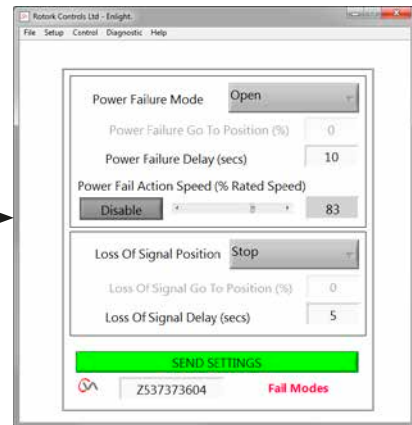 Rotork Controls Ltd - Enlight.
File Setup Control Diagnostic Help
Power Failure Mode Open
Power Failure Go To Position (%) 0
Power Failure Delay (secs) 10
Power Fail Action Speed (% Rated Speed)
Disable 83
Loss Of Signal Position Stop
Loss Of Signal Go To Position (%) 0
Loss Of Signal Delay (secs) 5
SEND SETTINGS
Z537373604 Fail Modes